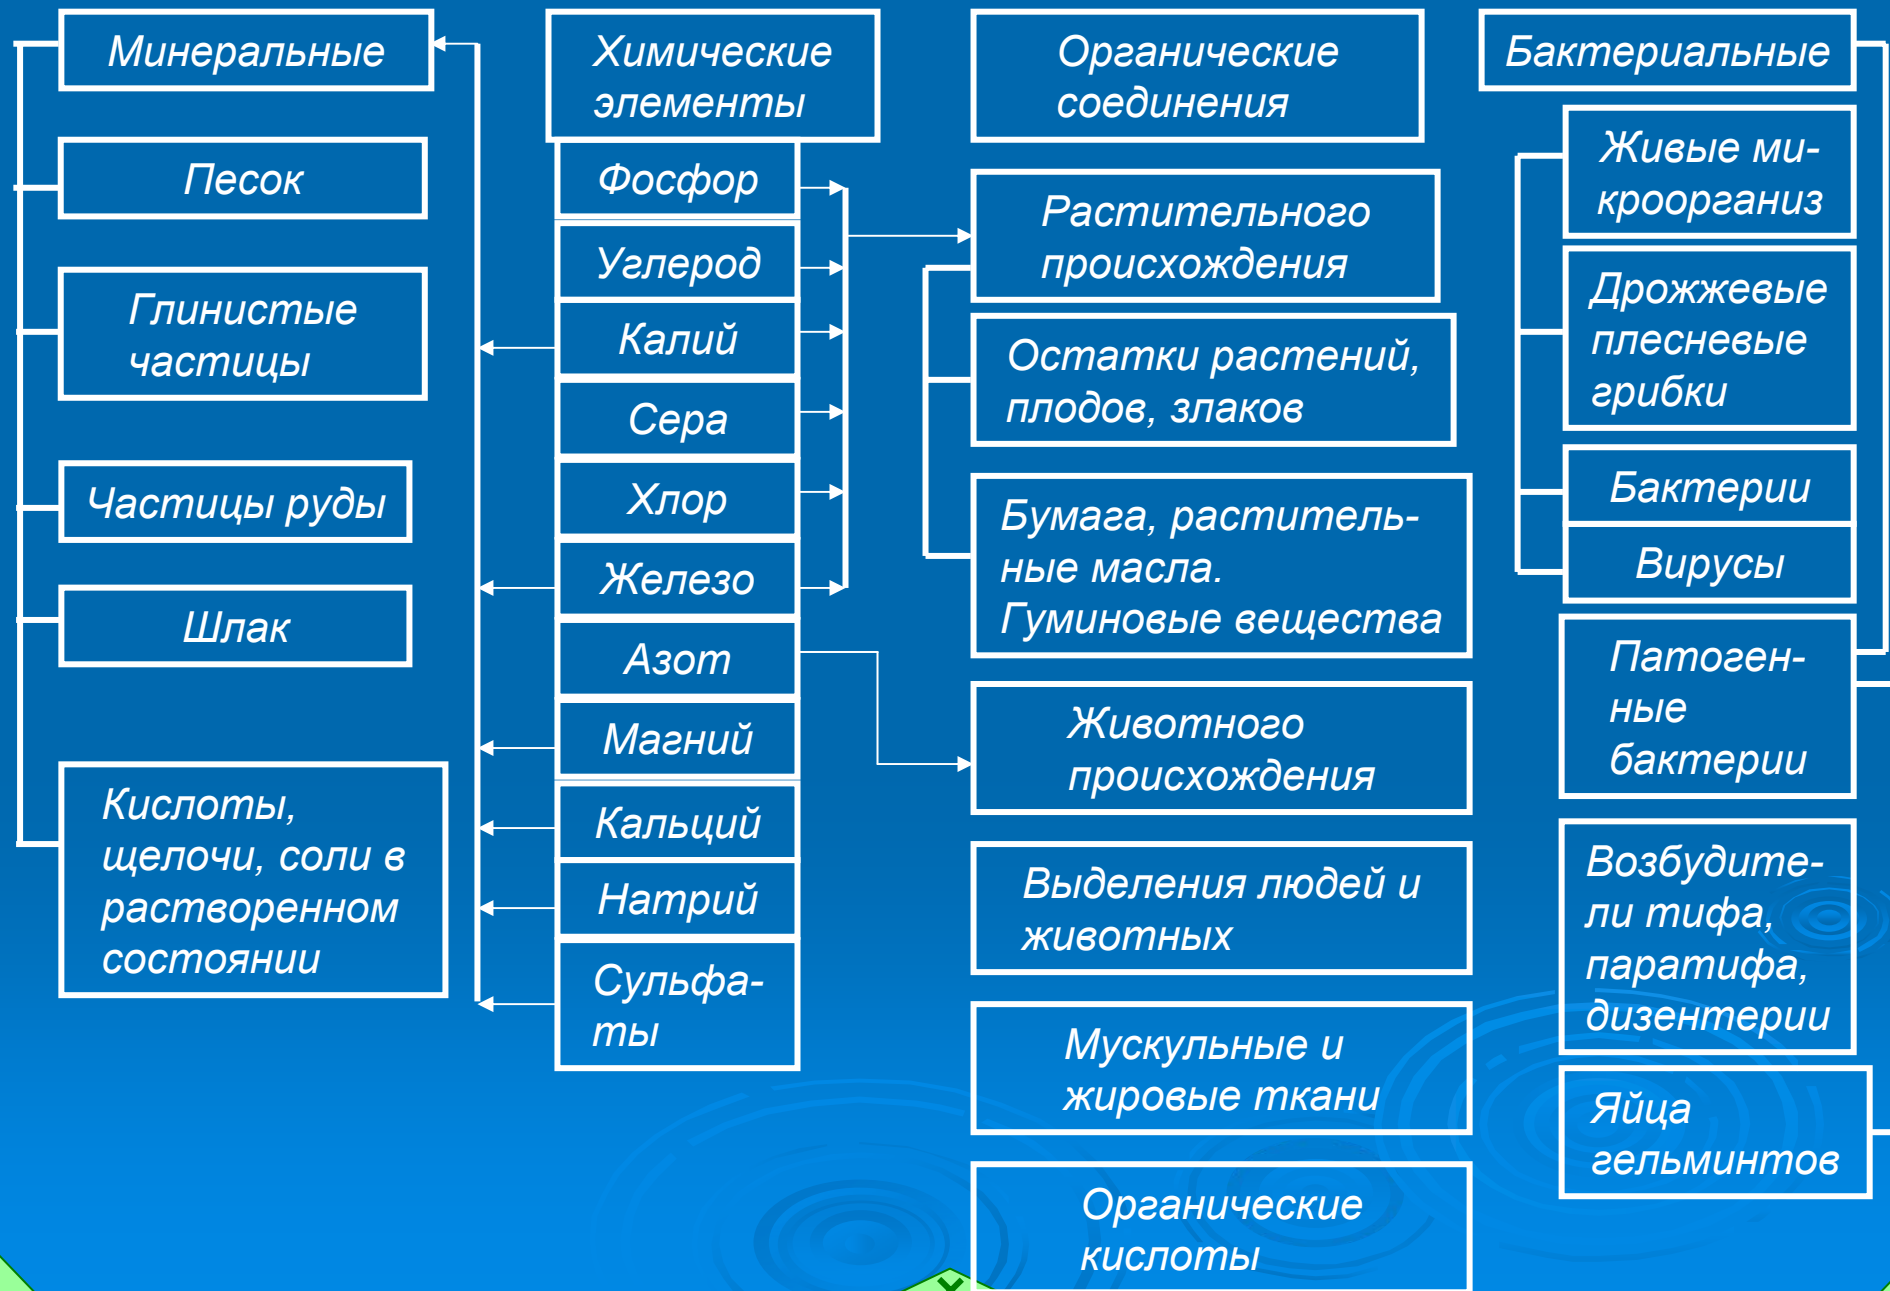 Минеральные
Песок
Глинистые
частицы
Частицы руды
Шлак
Кислоты,
щелочи, соли в
растворенном
состоянии
Химические
элементы
Фосфор
Углерод
Калий
Сера
Хлор
Железо
Азот
Магний
Кальций
Натрий
Сульфа-
ты
Органические
соединения
Растительного
происхождения
Остатки растений,
плодов, злаков
Бумага, раститель-
ные масла.
Гуминовые вещества
Животного
происхождения
Выделения людей и
животных
Мускульные и
жировые ткани
Органические
кислоты
Бактериальные
Живые ми-
кроорганиз
Дрожжевые
плесневые
грибки
Бактерии
Вирусы
Патоген-
ные
бактерии
Возбудите-
ли тифа,
паратифа,
дизентерии
Яйца
гельминтов